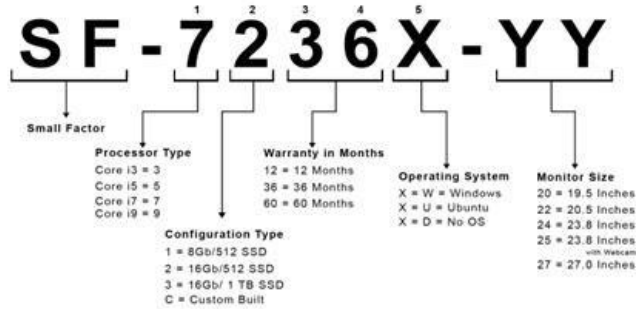 1 2 3 4 5
SF-7236X-YY
Small Factor
Processor Type
Core i3 = 3
Core i5 = 5
Core i7 = 7
Core i9 = 9
Configuration Type
1 = 8Gb/512 SSD
2 = 16Gb/512 SSD
3 = 16Gb/ 1 TB SSD
C = Custom Built
Warranty in Months
12 = 12 Months
36 = 36 Months
60 = 60 Months
Operating System
X = W = Windows
X = U = Ubuntu
X = D = No OS
Monitor Size
20 = 19.5 Inches
22 = 20.5 Inches
24 = 23.8 Inches
25 = 23.8 Inches
with Webcam
27 = 27.0 Inches